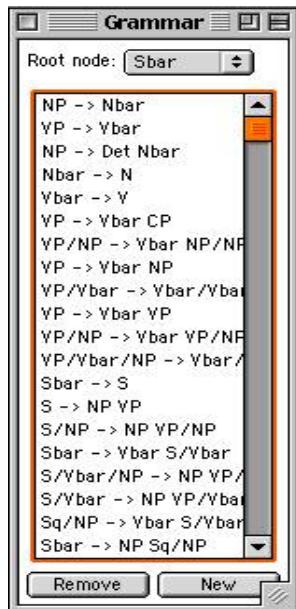 Grammar
Root node: Sbar
NP -> Nbar
VP -> Vbar
NP -> Det Nbar
Nbar -> N
Vbar -> V
VP -> Vbar CP
VP/NP -> Vbar NP/NP
VP -> Vbar NP
VP/Vbar -> Vbar/Vbar
VP -> Vbar VP
VP/NP -> Vbar VP/NP
VP/Vbar/NP -> Vbar/
Sbar -> S
S -> NP VP
S/NP -> NP VP/NP
Sbar -> Vbar S/Vbar
S/Vbar/NP -> NP VP/
S/Vbar -> NP VP/Vbar
Sq/NP -> Vbar S/Vbar
Sbar -> NP Sq/NP
Remove New